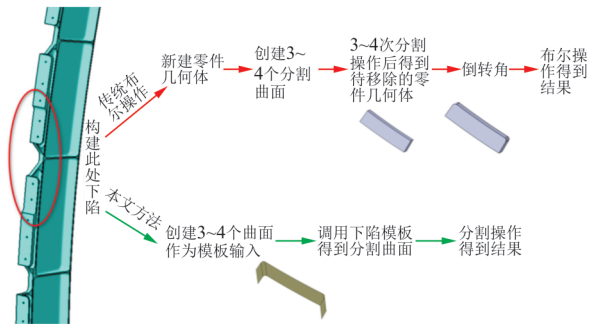 传统布
尔操作
新建零件
几何体
创建3~
4个分割
曲面
3~4次分割
操作后得到
待移除的零
件几何体
倒转角
布尔操
作得到
结果
构建此处下陷
本文方法
创建3~4个曲面
作为模板输入
调用下陷模板
得到分割曲面
分割操作
得到结果